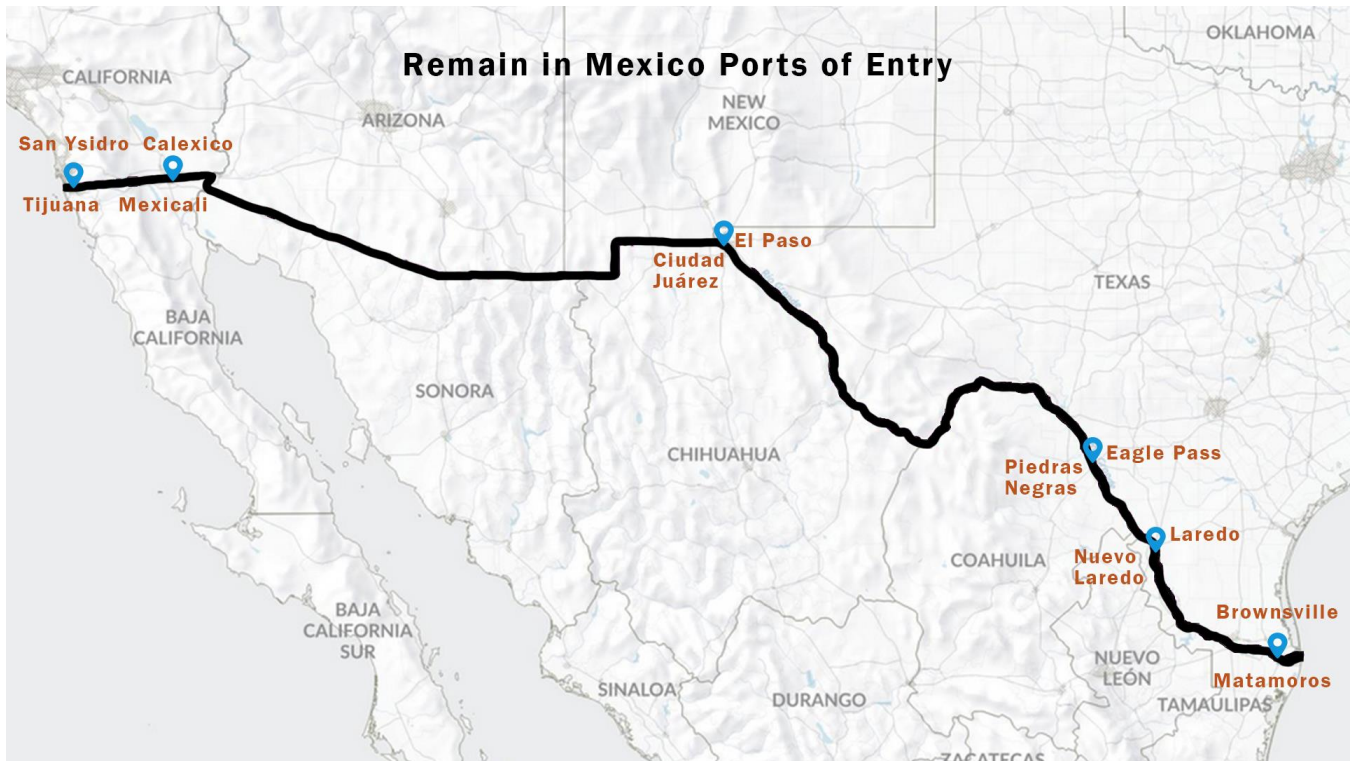 OKLAHOMA
Remain in Mexico Ports of Entry
CALIFORNIA
NEW
MEXICO
ARIZONA
San Ysidro
Calexico
Tijuana
Mexicali
El Paso
Ciudad
Juárez
TEXAS
BAJA
CALIFORNIA
SONORA
CHIHUAHUA
Eagle Pass
Piedras
Negras
Laredo
Nuevo
Laredo
COAHUILA
BAJA
CALIFORNIA
SUR
Brownsville
NUEVO
LEÓN
Matamoros
SINALOA
DURANGO
TAMAULIPAS
ZACATECAS